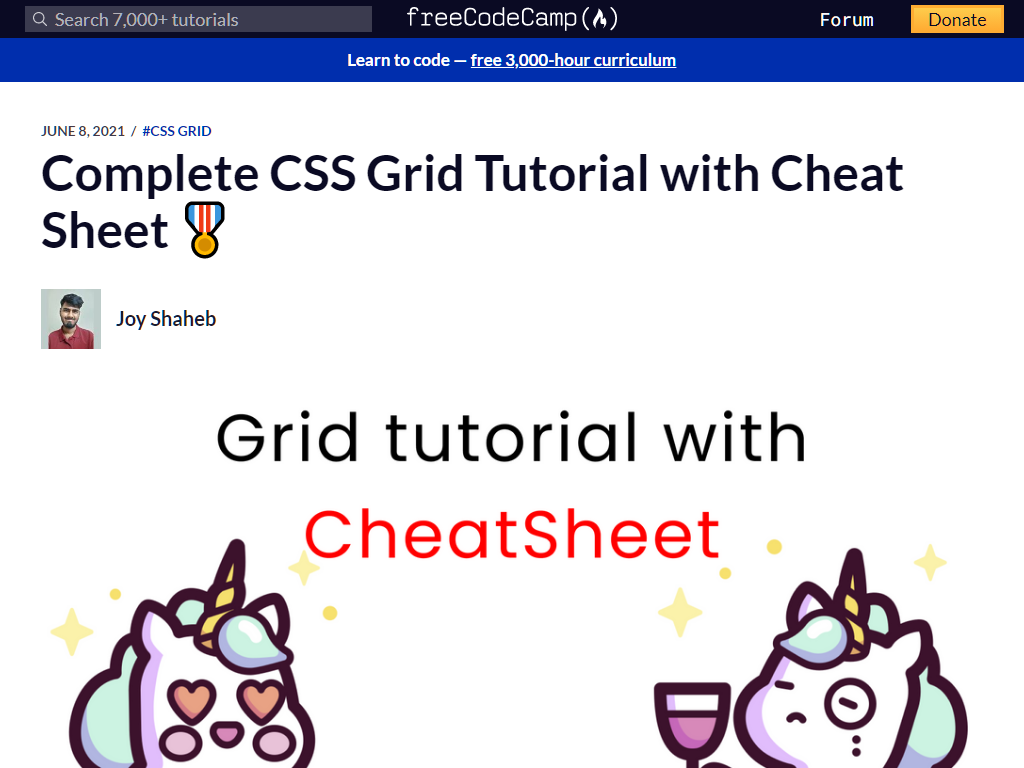 Search 7,000+ tutorials
freeCodeCamp(🔥)
Forum
Donate
Learn to code — free 3,000-hour curriculum
JUNE 8, 2021 / #CSS GRID
Complete CSS Grid Tutorial with Cheat
Sheet 🎖️
Joy Shaheb
Grid tutorial with
CheatSheet